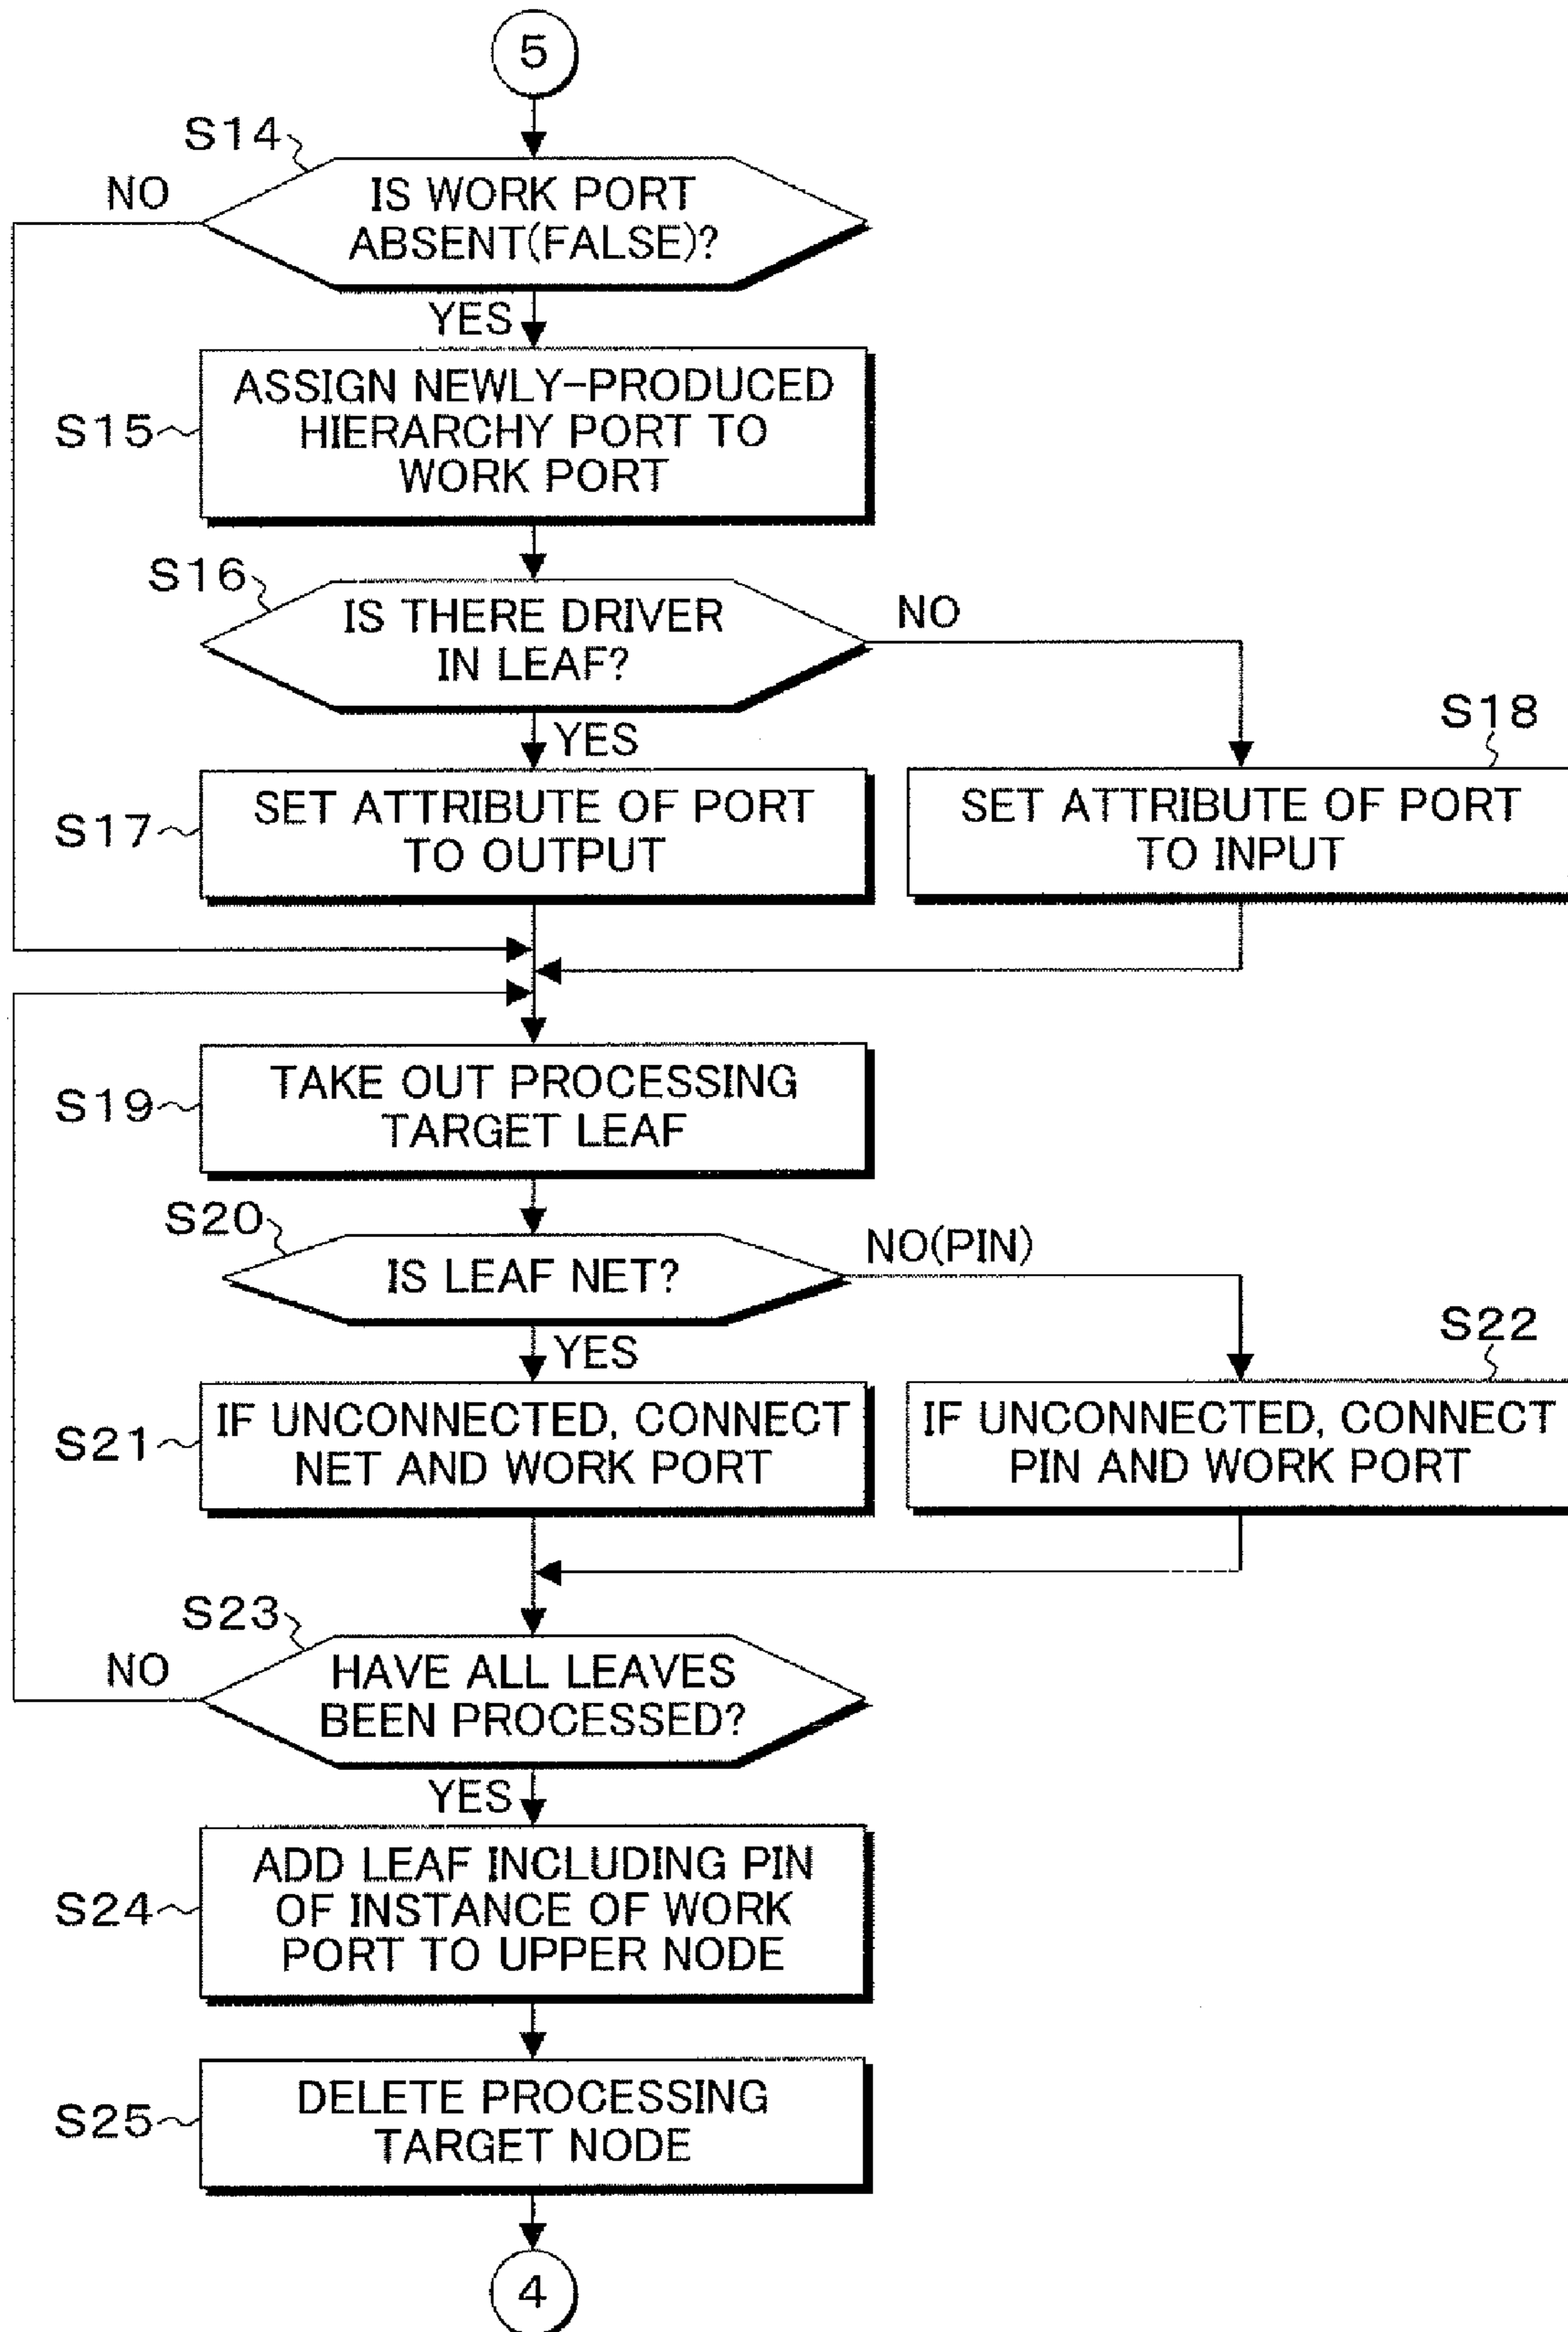 5
S14
NO
IS WORK PORT
ABSENT(FALSE)?
YES
S15
ASSIGN NEWLY-PRODUCED
HIERARCHY PORT TO
WORK PORT
S16
IS THERE DRIVER
IN LEAF?
NO
YES
S17
SET ATTRIBUTE OF PORT
TO OUTPUT
S18
SET ATTRIBUTE OF PORT
TO INPUT
S19
TAKE OUT PROCESSING
TARGET LEAF
S20
IS LEAF NET?
NO(PIN)
YES
S21
IF UNCONNECTED, CONNECT
NET AND WORK PORT
S22
IF UNCONNECTED, CONNECT
PIN AND WORK PORT
S23
NO
HAVE ALL LEAVES
BEEN PROCESSED?
YES
S24
ADD LEAF INCLUDING PIN
OF INSTANCE OF WORK
PORT TO UPPER NODE
S25
DELETE PROCESSING
TARGET NODE
4